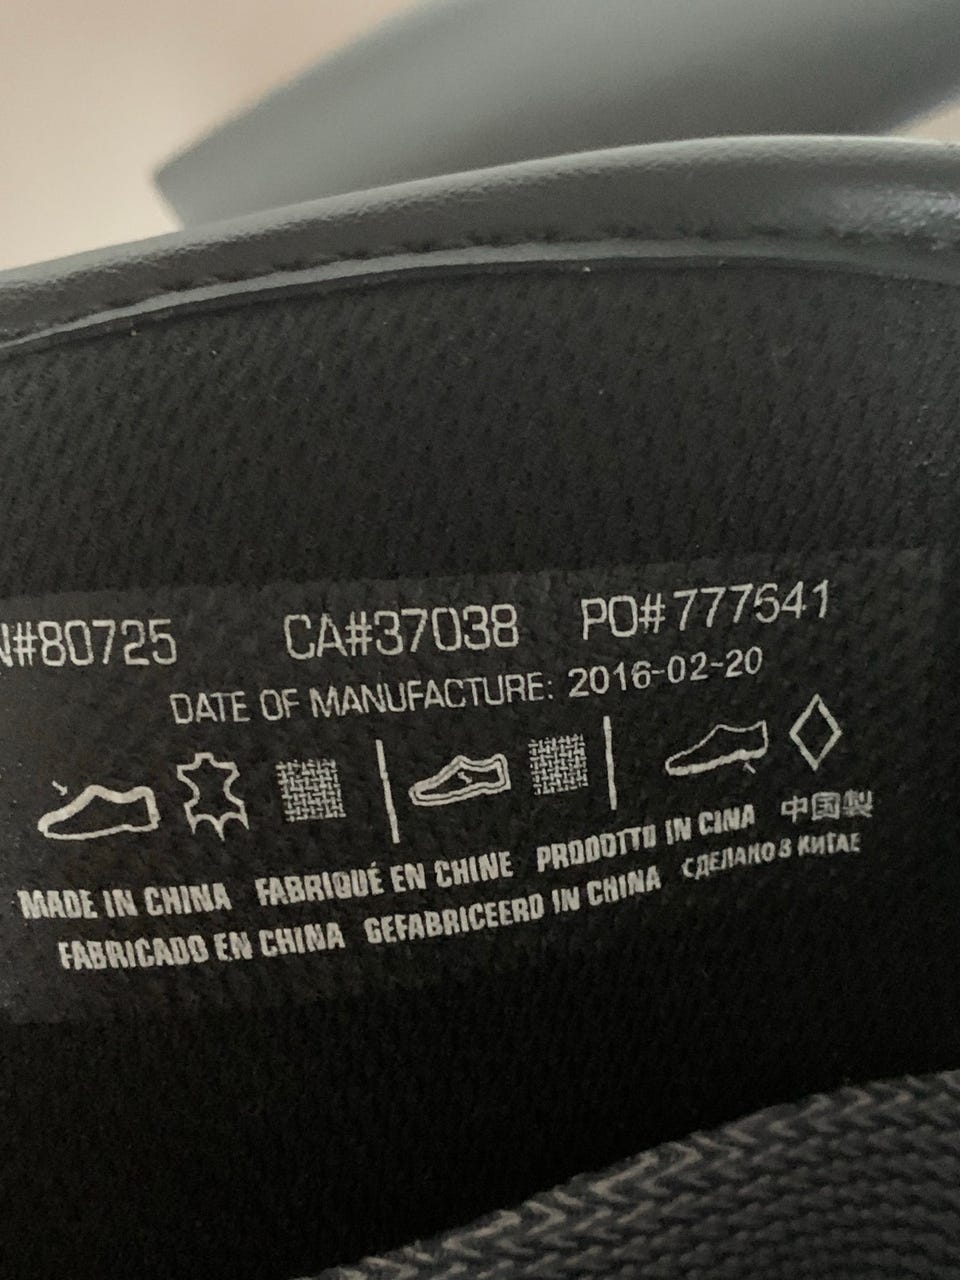 N#80725 CA#37038 PO#777541
DATE OF MANUFACTURE: 2016-02-20
MADE IN CHINA FABRIQUÉ EN CHINE PRODOTTO IN CINA 中国製
FABRICADO EN CHINA GEFABRICEERD IN CHINA СДЕЛАНО В КИТАЕ